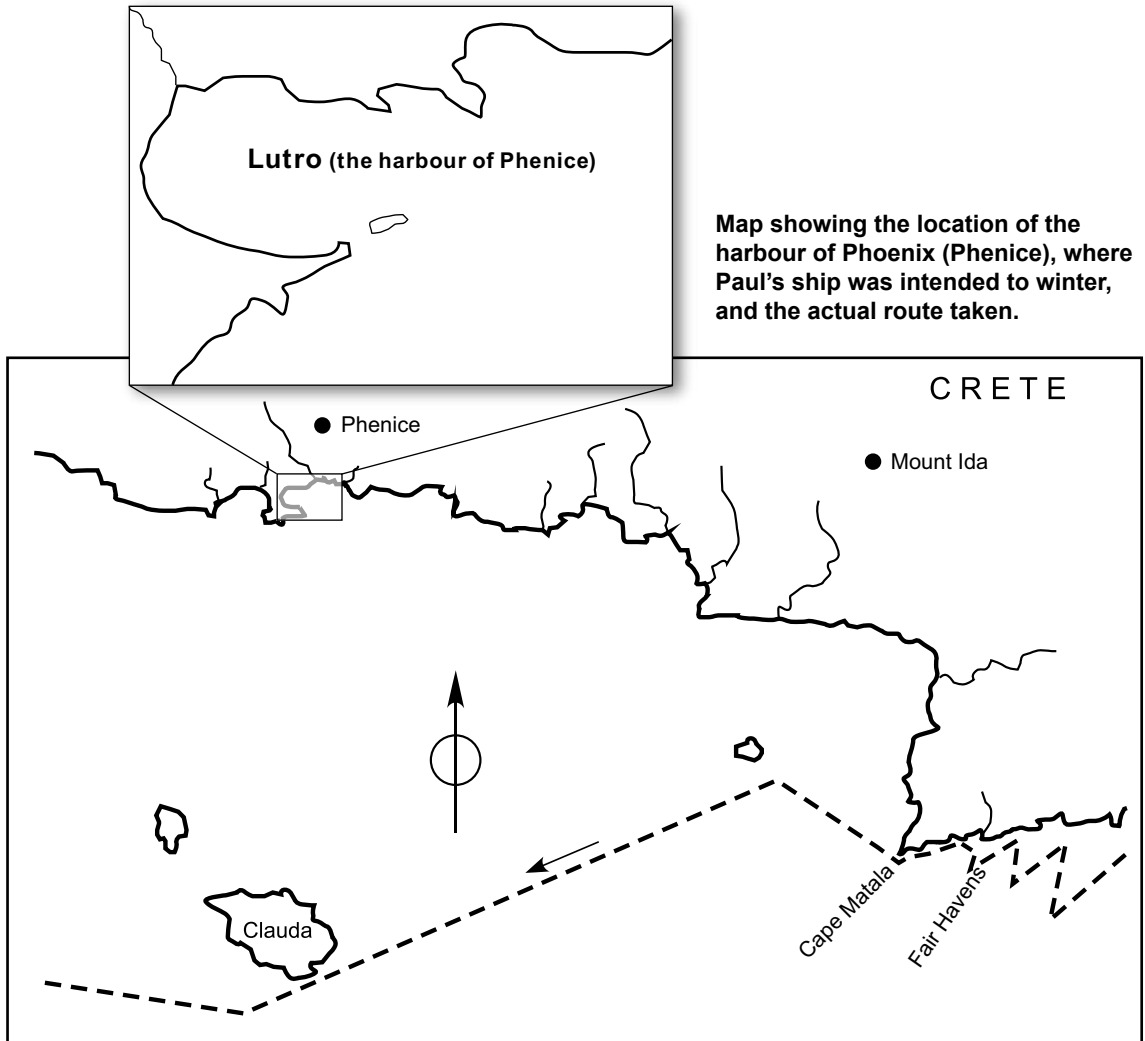 Lutro (the harbour of Phenice)
Map showing the location of the
harbour of Phoenix (Phenice), where
Paul’s ship was intended to winter,
and the actual route taken.
CRETE
Phenice
Mount Ida
Clauda
Cape Matala
Fair Havens